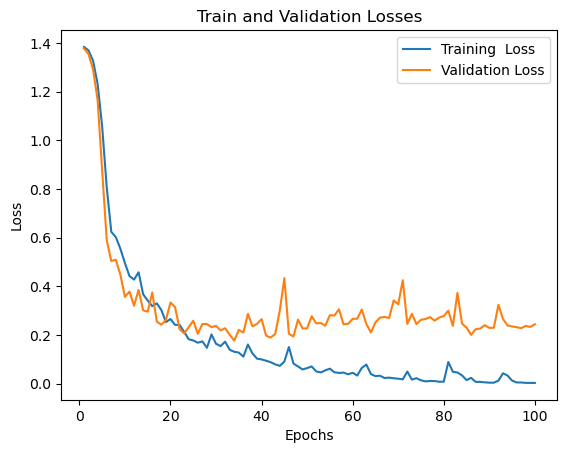 Train and Validation Losses
Training  Loss
Validation Loss
1.4
1.2
1.0
0.8
0.6
0.4
0.2
0.0
Loss
0 20 40 60 80 100
Epochs